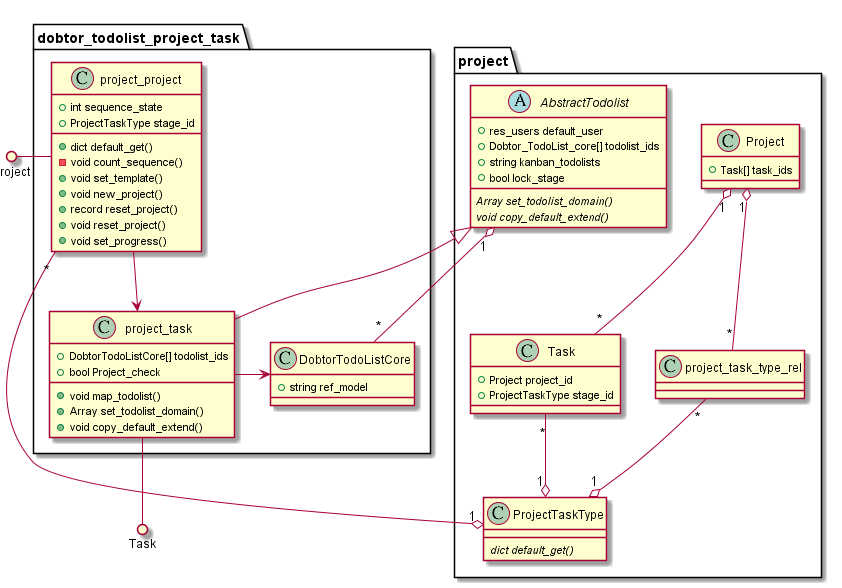 dobtor_todolist_project_task
C project_project
int sequence_state
ProjectTaskType stage_id
dict default_get()
void count_sequence()
void set_template()
void new_project()
record reset_project()
void reset_project()
void set_progress()
roject
*
C project_task
DobtorTodoListCore[] todolist_ids
bool Project_check
void map_todolist()
Array set_todolist_domain()
void copy_default_extend()
C DobtorTodoListCore
string ref_model
*
Task
project
A AbstractTodolist
res_users default_user
Dobtor_TodoList_core[] todolist_ids
string kanban_todolists
bool lock_stage
Array set_todolist_domain()
void copy_default_extend()
1
C Project
Task[] task_ids
1
1
*
*
C Task
Project project_id
ProjectTaskType stage_id
*
C project_task_type_rel
*
1
1
1
C ProjectTaskType
dict default_get()